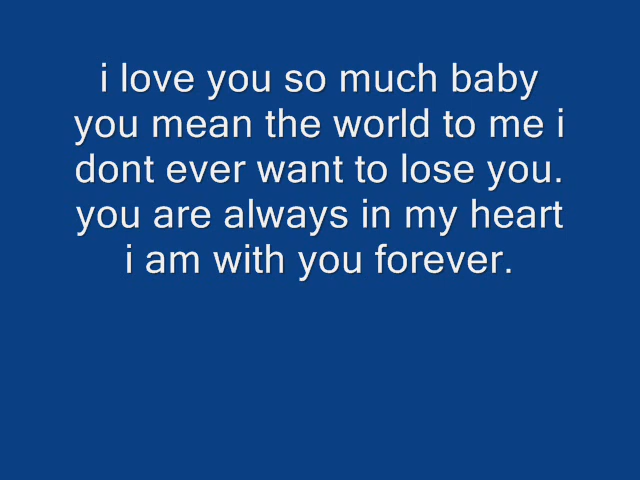 i love you so much baby
you mean the world to me i
dont ever want to lose you.
you are always in my heart
i am with you forever.